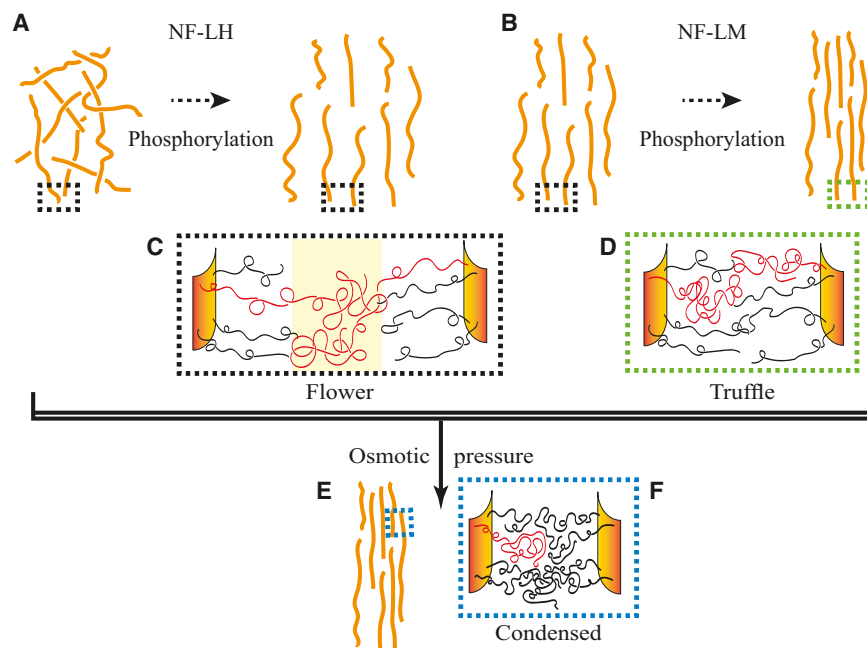 A
NF-LH
Phosphorylation
B
NF-LM
Phosphorylation
C
Flower
D
Truffle
Osmotic pressure
E
F
Condensed